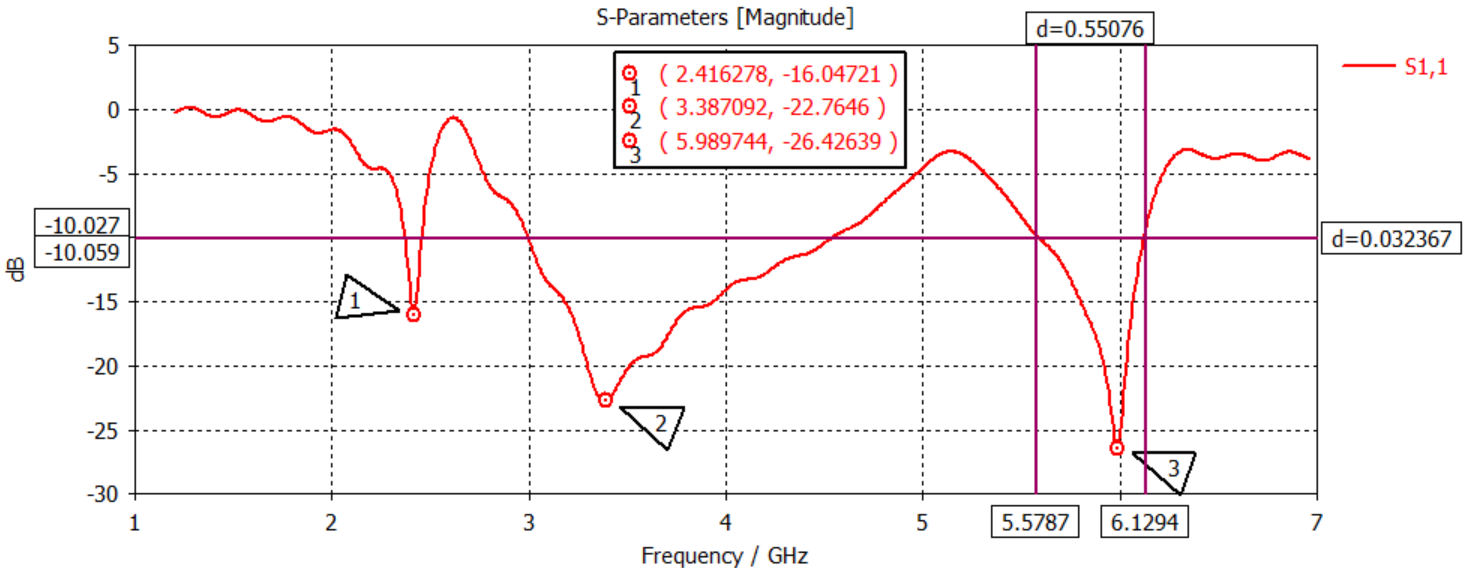 S-Parameters [Magnitude]
d=0.55076
5
0
-5
-10.027
-10.059
-15
-20
-25
-30
dB
1 ( 2.416278, -16.04721 )
2 ( 3.387092, -22.7646 )
3 ( 5.989744, -26.42639 )
S1,1
d=0.032367
1
2
3
1
2
3
4
5
5.5787
6.1294
7
Frequency / GHz